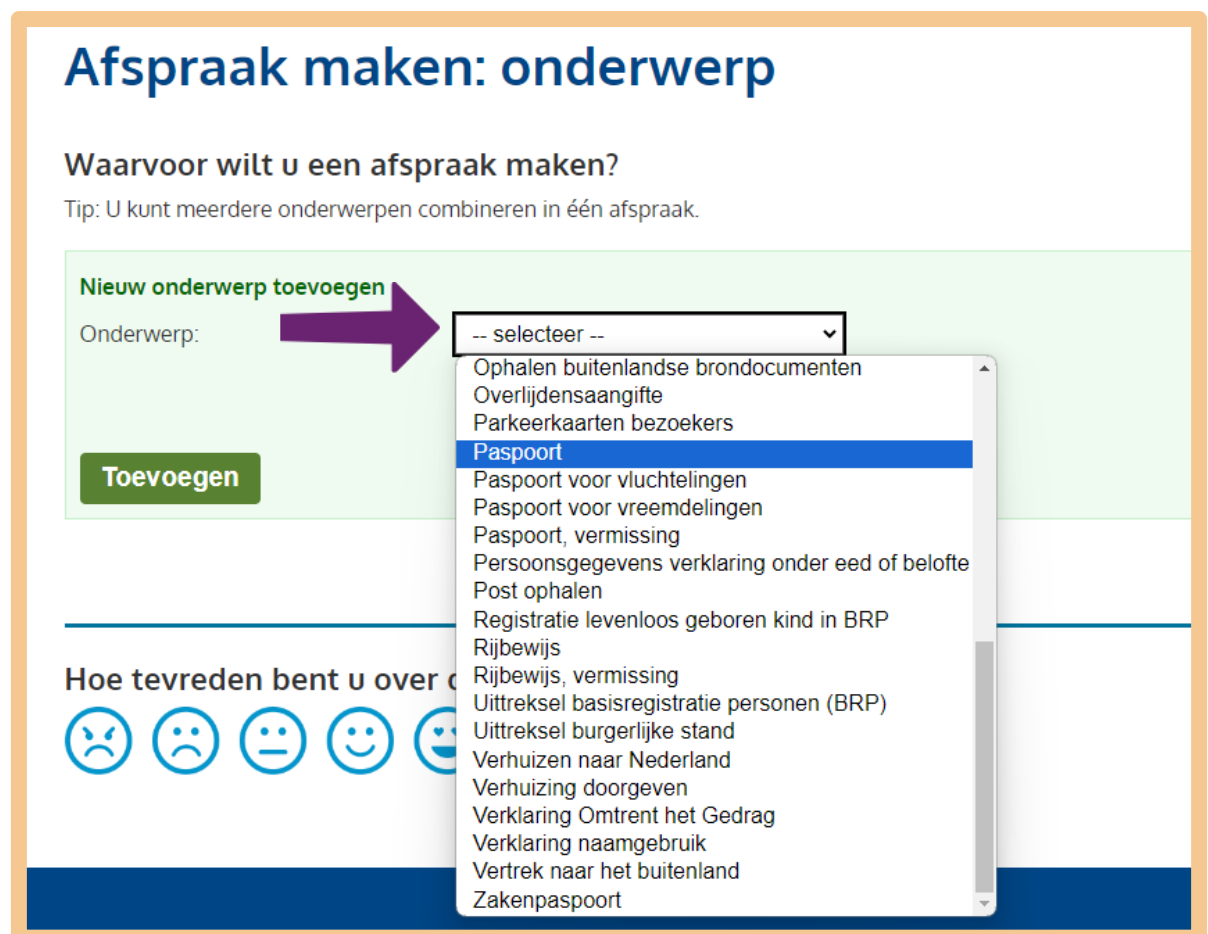 Afspraak maken: onderwerp
Waarvoor wilt u een afspraak maken?
Tip: U kunt meerdere onderwerpen combineren in één afspraak.
Nieuw onderwerp toevoegen
Onderwerp:
-- selecteer --
Ophalen buitenlandse brondocumenten
Overlijdensaangifte
Parkeerkaarten bezoekers
Paspoort
Paspoort voor vluchtelingen
Paspoort voor vreemdelingen
Paspoort, vermissing
Persoonsgegevens verklaring onder eed of belofte
Post ophalen
Registratie levenloos geboren kind in BRP
Rijbewijs
Rijbewijs, vermissing
Uittreksel basisregistratie personen (BRP)
Uittreksel burgerlijke stand
Verhuizen naar Nederland
Verhuizing doorgeven
Verklaring Omtrent het Gedrag
Verklaring naamgebruik
Vertrek naar het buitenland
Zakenpaspoort
Toevoegen
Hoe tevreden bent u over